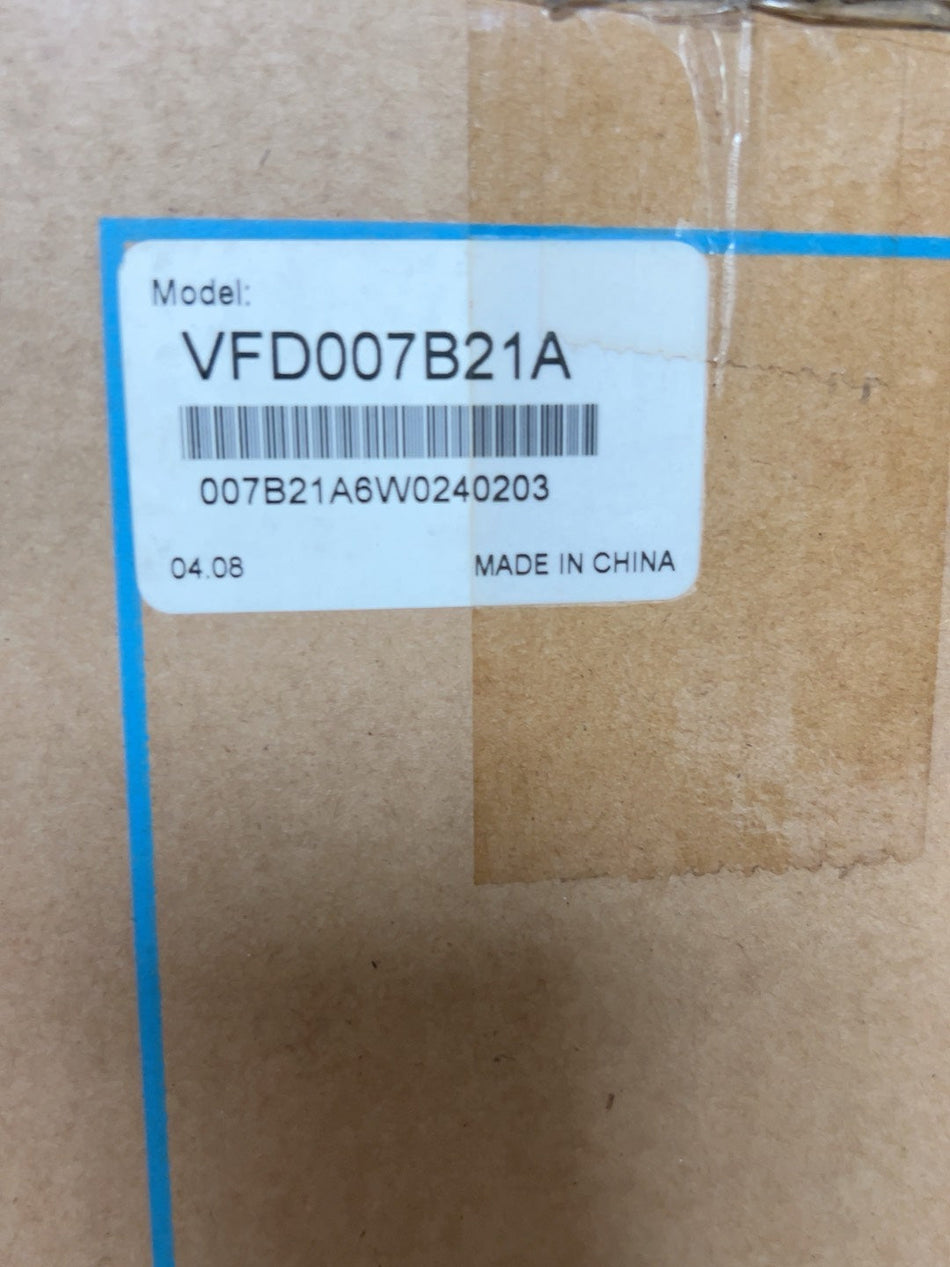 Model:
VFD007B21A
007B21A6W0240203
04.08 MADE IN CHINA